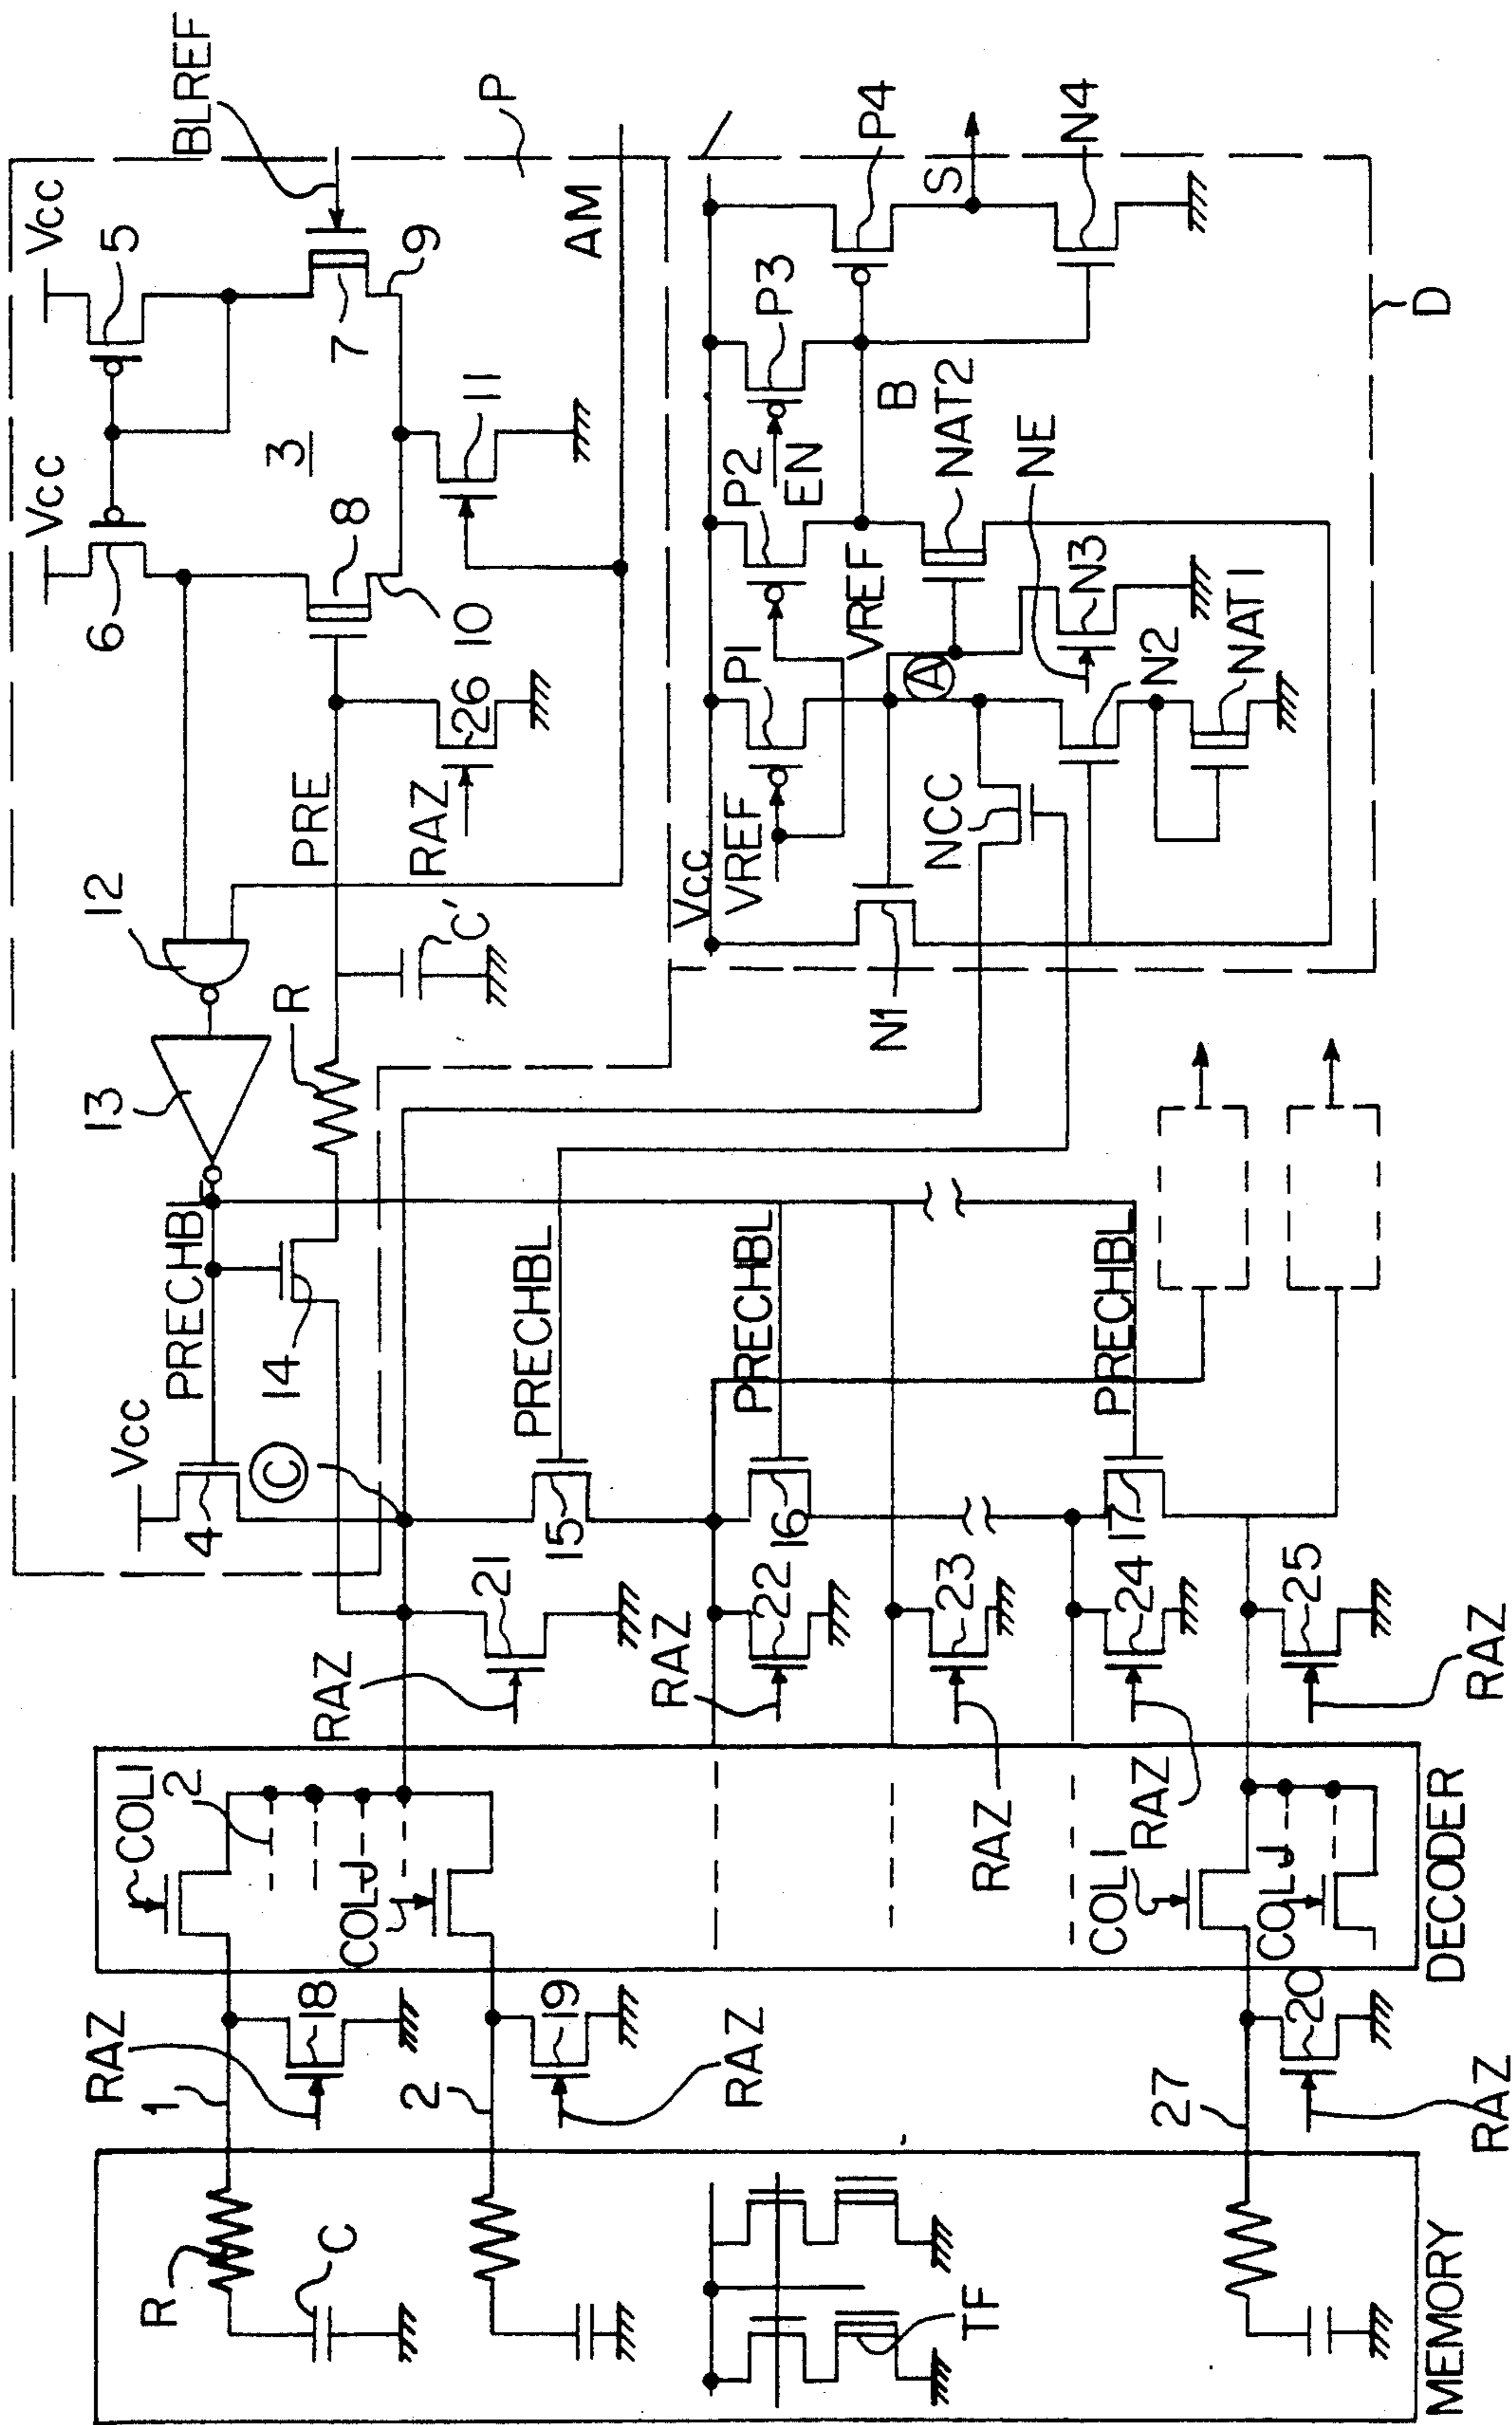 BLREF
P
Vcc
5
7
9
AM
Vcc
6
3
8
10
11
12
13
PRE
RAZ
26
C'
R
PRECHBL
14
Vcc
4
C
PRECHBL
15
PRECHBL
16
PRECHBL
17
21
RAZ
22
RAZ
23
RAZ
24
RAZ
25
RAZ
Vcc
VREF
P1
P2
EN
P3
P4
S
N4
D
B
VREF
NAT2
NE
N3
A
NCC
N1
N2
NAT1
COL1
2
COLJ
COL1
COLJ
DECODER
RAZ
1
18
2
19
RAZ
27
20
RAZ
R
C
TF
MEMORY